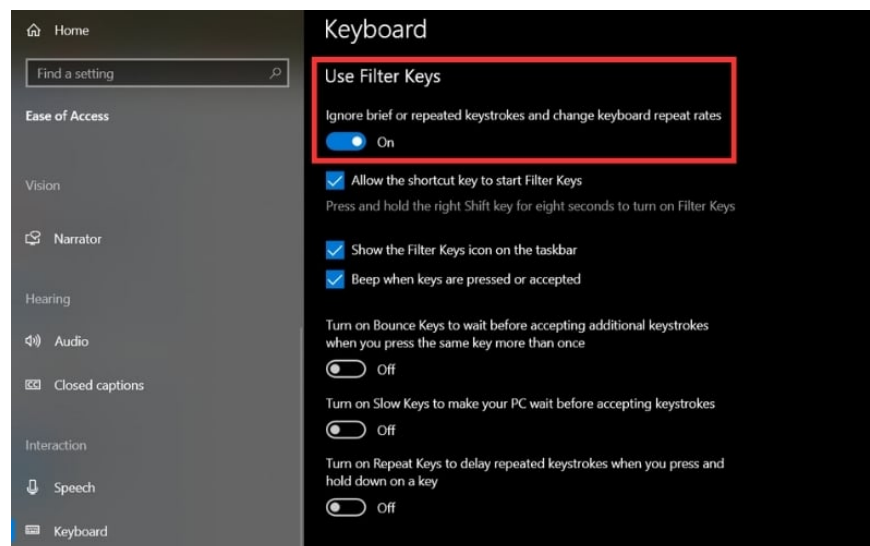 Home
Find a setting
Ease of Access
Vision
Narrator
Hearing
Audio
Closed captions
Interaction
Speech
Keyboard
Keyboard
Use Filter Keys
Ignore brief or repeated keystrokes and change keyboard repeat rates
On
Allow the shortcut key to start Filter Keys
Press and hold the right Shift key for eight seconds to turn on Filter Keys
Show the Filter Keys icon on the taskbar
Beep when keys are pressed or accepted
Turn on Bounce Keys to wait before accepting additional keystrokes
when you press the same key more than once
Off
Turn on Slow Keys to make your PC wait before accepting keystrokes
Off
Turn on Repeat Keys to delay repeated keystrokes when you press and
hold down on a key
Off